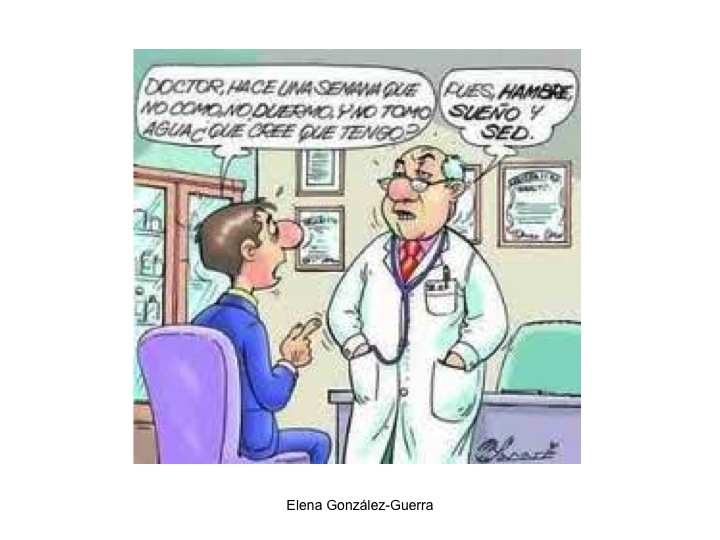 DOCTOR, HACE UNA SEMANA QUE
NO COMO, NO DUERMO, Y NO TOMO
AGUA ¿QUE CREE QUE TENGO?
PUES, HAMBRE,
SUEÑO Y
SED.
Elena González-Guerra